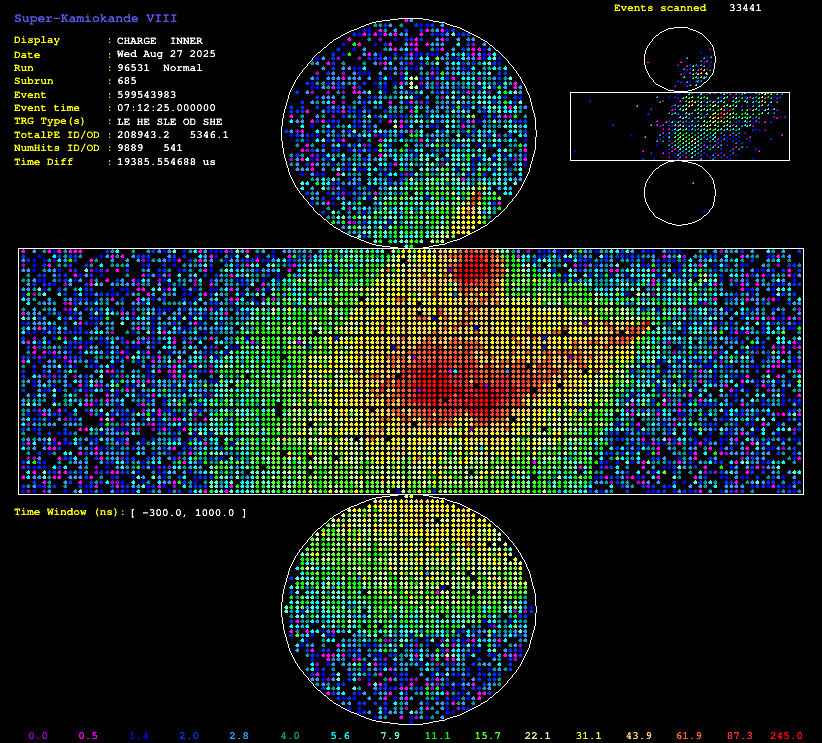 Super-Kamiokande VIII
Events scanned 33441
Display : CHARGE INNER
Date : Wed Aug 27 2025
Run : 96531 Normal
Subrun : 685
Event : 599543983
Event time : 07:12:25.000000
TRG Type(s) : LE HE SLE OD SHE
TotalPE ID/OD : 208943.2 5346.1
NumHits ID/OD : 9889 541
Time Diff : 19385.554688 us
Time Window (ns): [ -300.0, 1000.0 ]
0.0 0.5 1.4 2.0 2.8 4.0 5.6 7.9 11.1 15.7 22.1 31.1 43.9 61.9 87.3 245.0